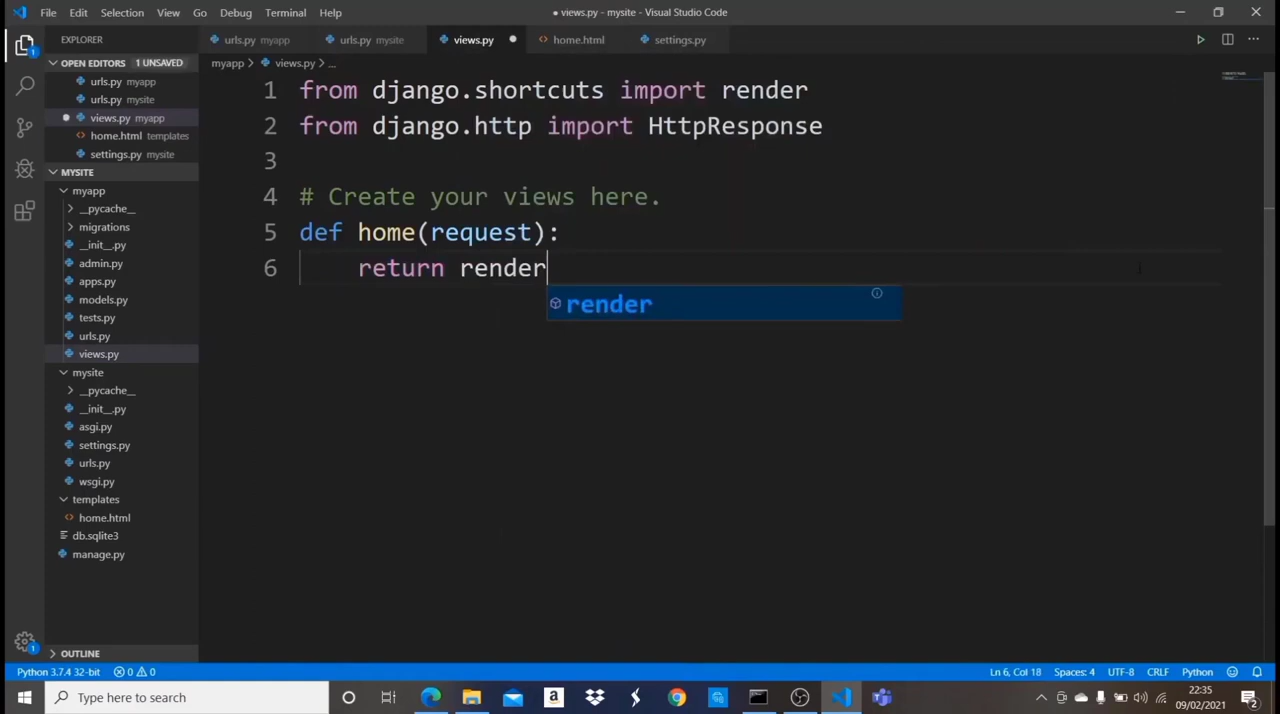 File Edit Selection View Go Debug Terminal Help
● views.py - mysite - Visual Studio Code
EXPLORER
OPEN EDITORS 1 UNSAVED
urls.py myapp
urls.py mysite
views.py myapp
home.html templates
settings.py mysite
MYSITE
myapp
__pycache__
migrations
__init__.py
admin.py
apps.py
models.py
tests.py
urls.py
views.py
mysite
__pycache__
__init__.py
asgi.py
settings.py
urls.py
wsgi.py
templates
home.html
db.sqlite3
manage.py
OUTLINE
urls.py myapp urls.py mysite views.py home.html settings.py
myapp > views.py > ...
1 from django.shortcuts import render
2 from django.http import HttpResponse
3
4 # Create your views here.
5 def home(request):
6 return render
render
1
1
Python 3.7.4 32-bit 0 0 Ln 6, Col 18 Spaces: 4 UTF-8 CRLF Python
Type here to search
22:35
09/02/2021
2